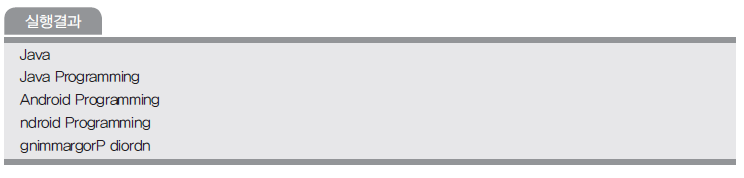 실행결과
Java
Java Programming
Android Programming
ndroid Programming
gnimmargorP diordn